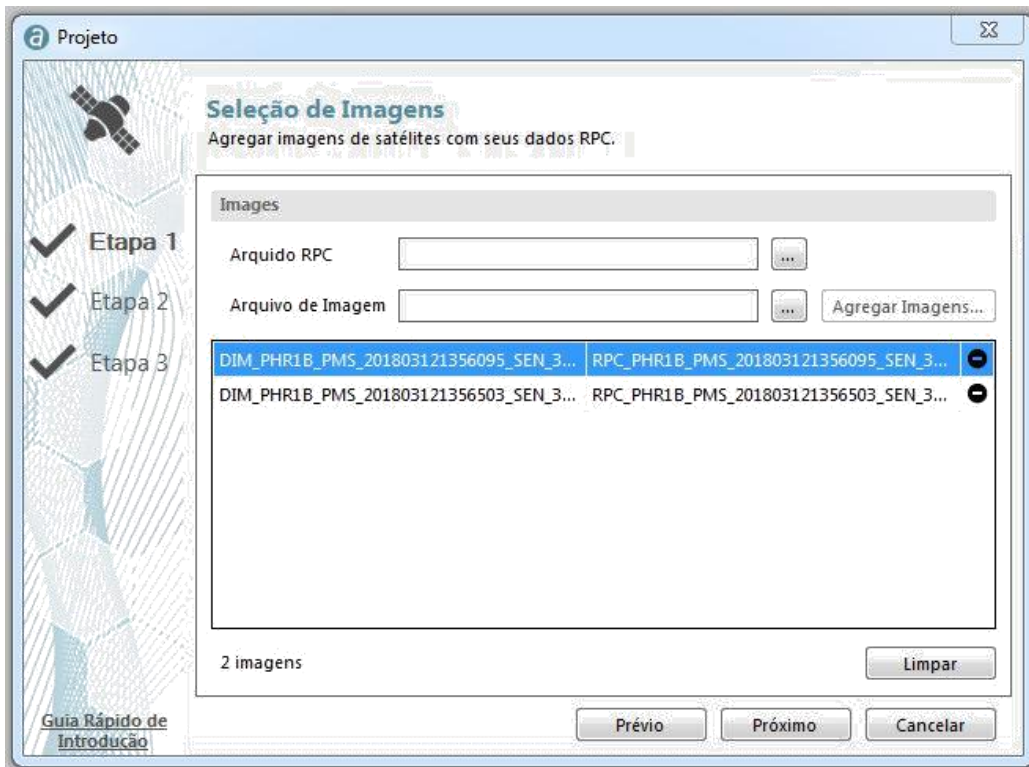 Projeto
Seleção de Imagens
Agregar imagens de satélites com seus dados RPC.
Etapa 1
Etapa 2
Etapa 3
Images
Arquido RPC
...
Arquivo de Imagem
...
Agregar Imagens...
DIM_PHR1B_PMS_201803121356095_SEN_3... RPC_PHR1B_PMS_201803121356095_SEN_3...
DIM_PHR1B_PMS_201803121356503_SEN_3... RPC_PHR1B_PMS_201803121356503_SEN_3...
2 imagens
Limpar
Guia Rápido de
Introdução
Prévio
Próximo
Cancelar